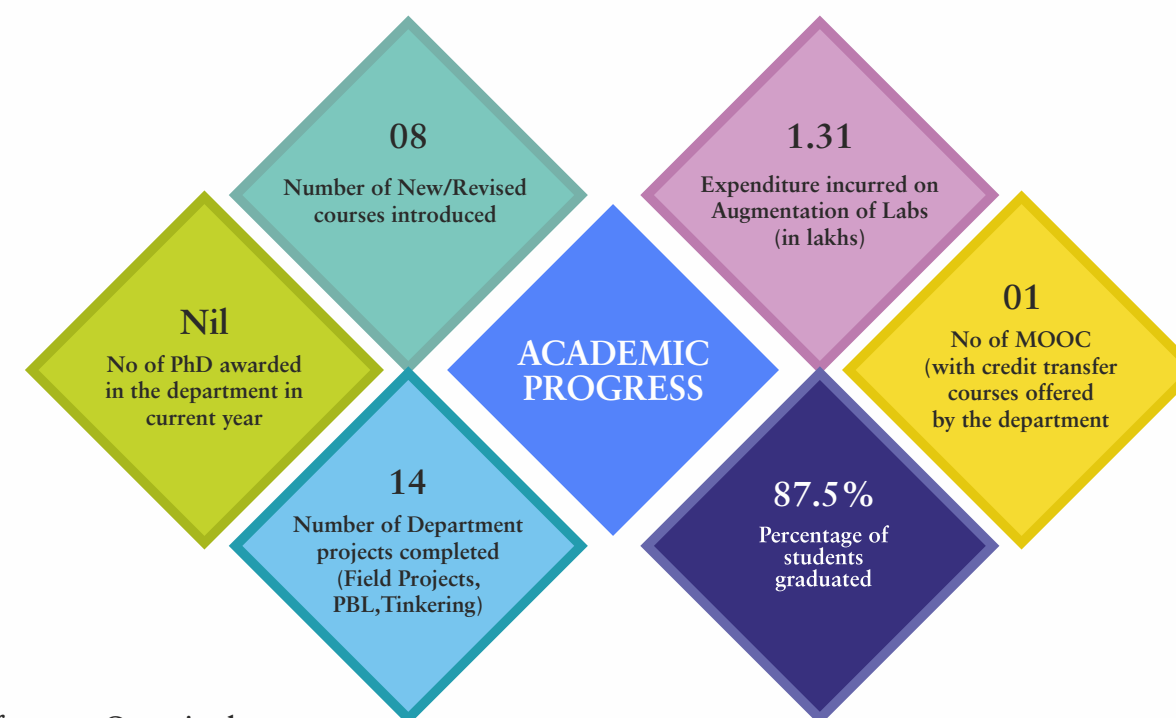 08
Number of New/Revised
courses introduced
1.31
Expenditure incurred on
Augmentation of Labs
(in lakhs)
Nil
No of PhD awarded
in the department in
current year
ACADEMIC
PROGRESS
01
No of MOOC
(with credit transfer
courses offered
by the department
14
Number of Department
projects completed
(Field Projects,
PBL,Tinkering)
87.5%
Percentage of
students
graduated